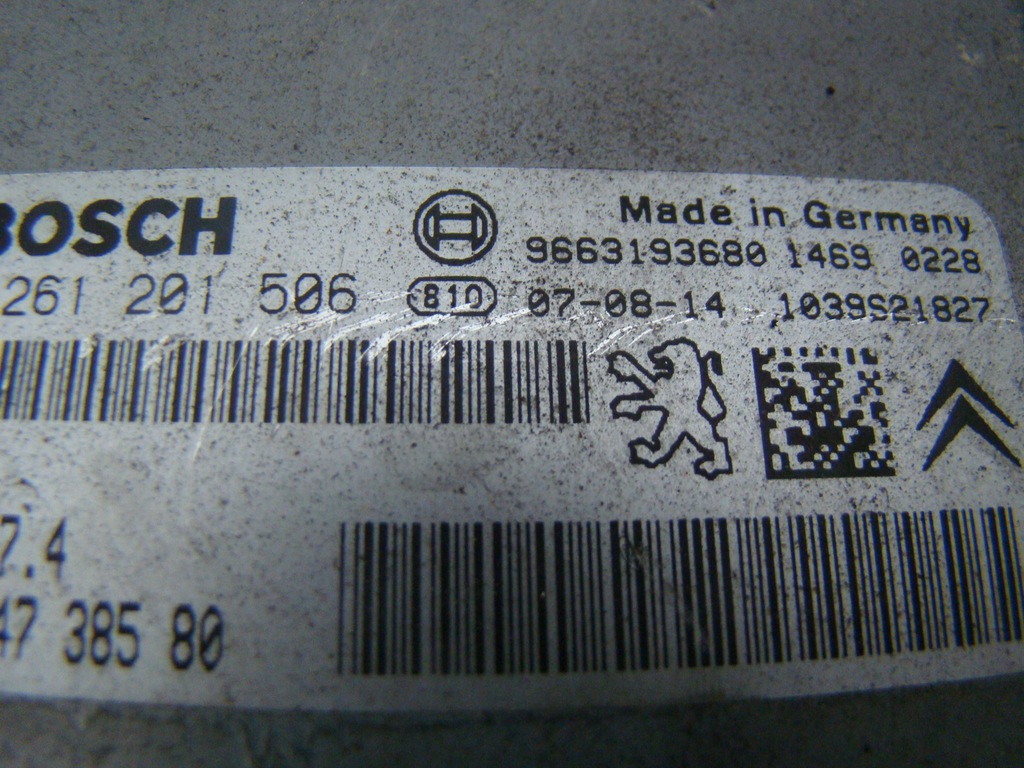 BOSCH
Made in Germany
9663193680 1469 0228
261 201 506 810 07-08-14 1039S21827
7.4
47 385 80